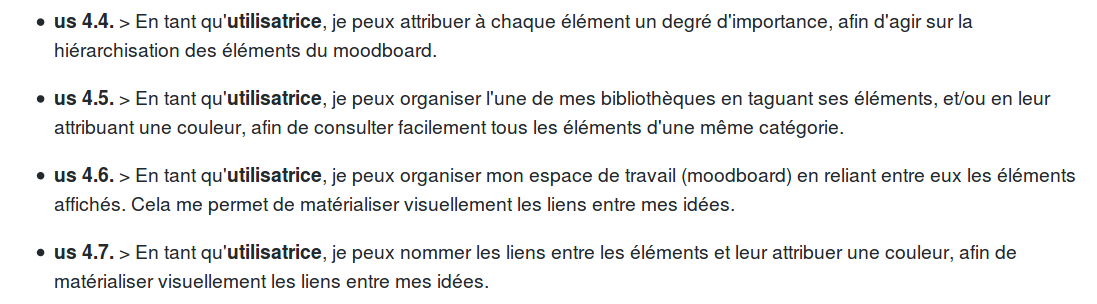 • us 4.4. > En tant qu'utilisatrice, je peux attribuer à chaque élément un degré d'importance, afin d'agir sur la
hiérarchisation des éléments du moodboard.
• us 4.5. > En tant qu'utilisatrice, je peux organiser l'une de mes bibliothèques en taguant ses éléments, et/ou en leur
attribuant une couleur, afin de consulter facilement tous les éléments d'une même catégorie.
• us 4.6. > En tant qu'utilisatrice, je peux organiser mon espace de travail (moodboard) en reliant entre eux les éléments
affichés. Cela me permet de matérialiser visuellement les liens entre mes idées.
• us 4.7. > En tant qu'utilisatrice, je peux nommer les liens entre les éléments et leur attribuer une couleur, afin de
matérialiser visuellement les liens entre mes idées.